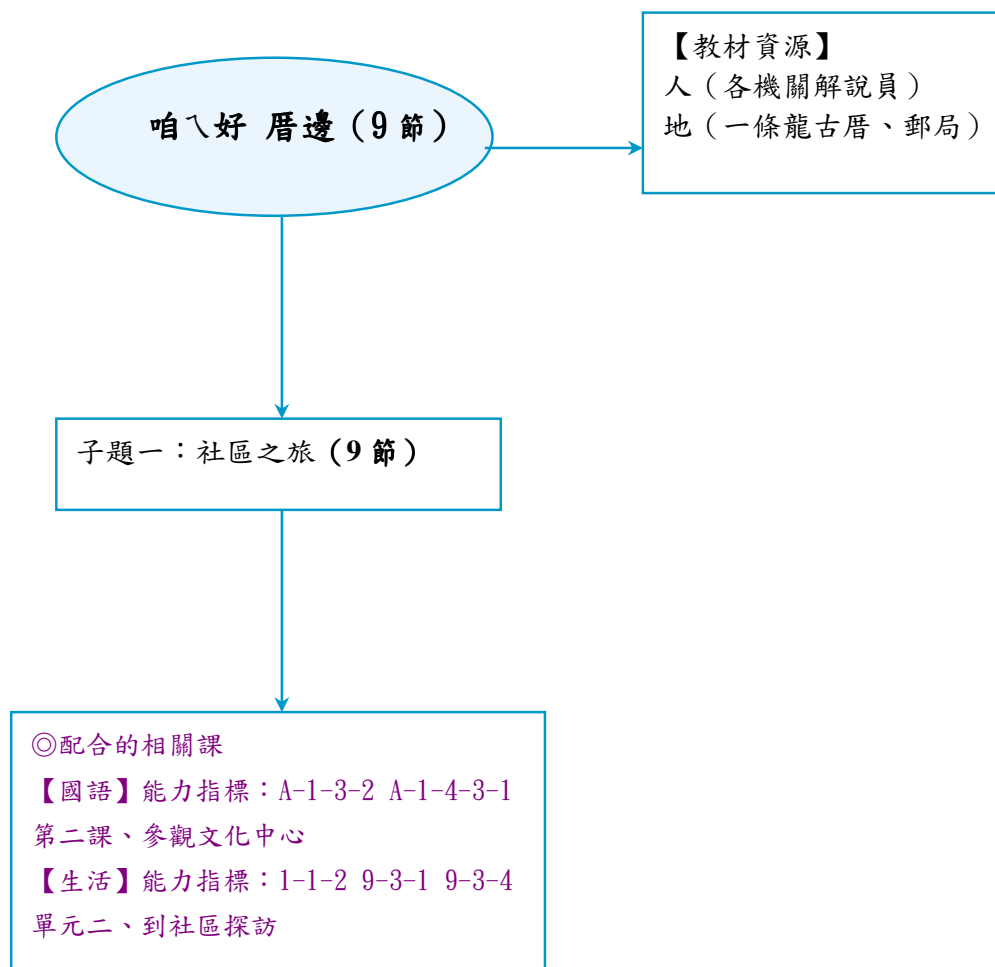 咱ㄟ好 厝邊（9 節）
【教材資源】
人（各機關解說員）
地（一條龍古厝、郵局）
子題一：社區之旅（9 節）
◎配合的相關課
【國語】能力指標：A-1-3-2 A-1-4-3-1
第二課、參觀文化中心
【生活】能力指標：1-1-2 9-3-1 9-3-4
單元二、到社區探訪